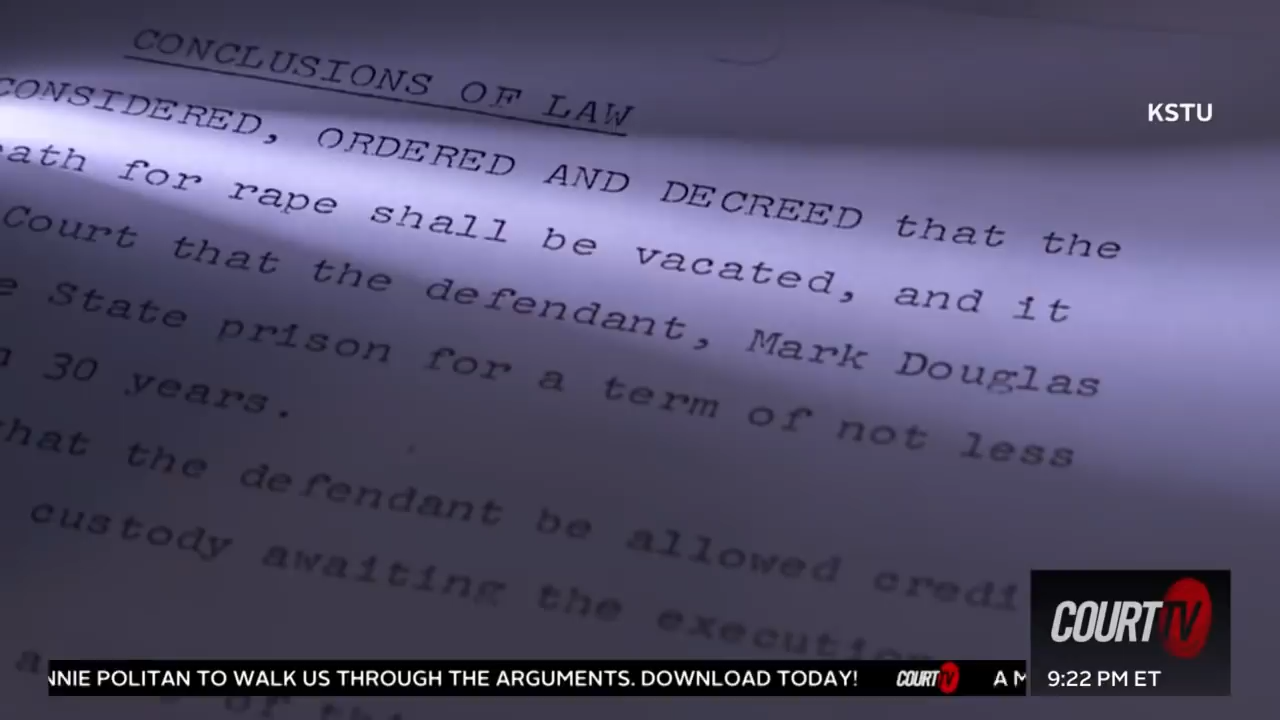 CONCLUSIONS OF LAW
CONSIDERED, ORDERED AND DECREED that the
eath for rape shall be vacated, and it
Court that the defendant, Mark Douglas
e State prison for a term of not less
30 years.
hat the defendant be allowed credi
custody awaiting the execution
KSTU
COURT TV
NNIE POLITAN TO WALK US THROUGH THE ARGUMENTS. DOWNLOAD TODAY! COURT TV A M
9:22 PM ET